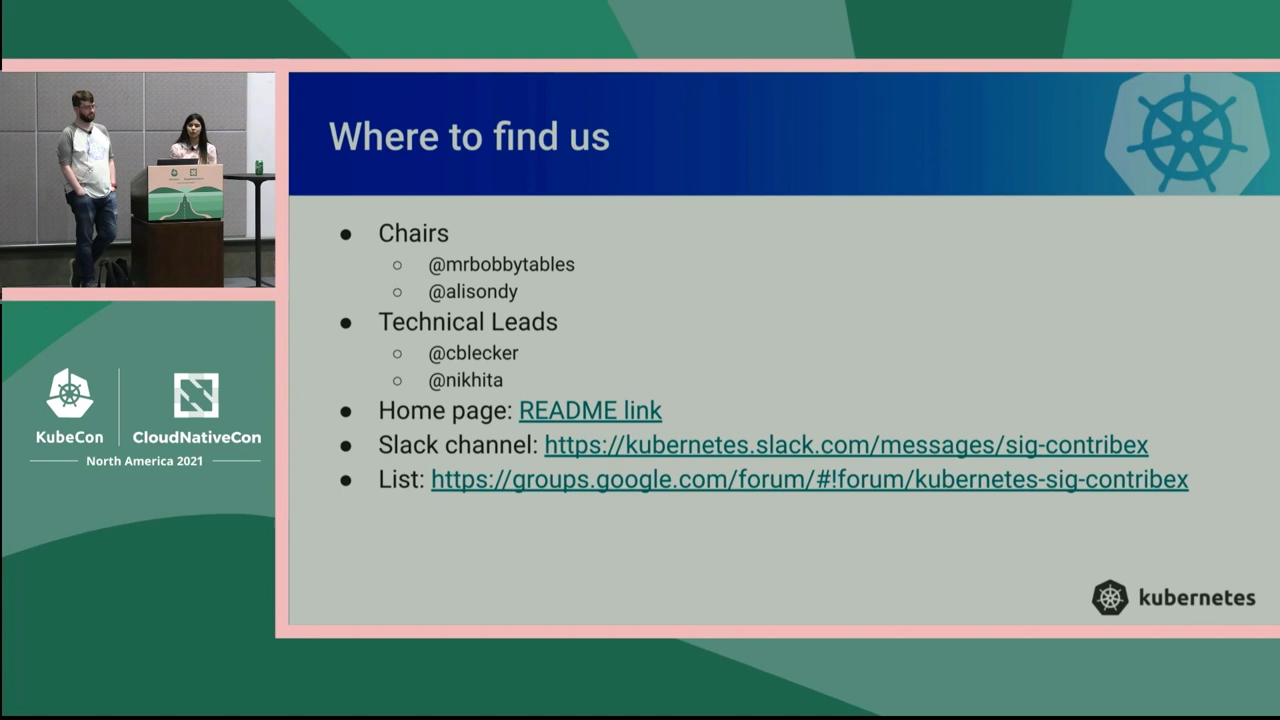 Where to find us
● Chairs
○ @mrbobbytables
○ @alisondy
● Technical Leads
○ @cblecker
○ @nikhita
● Home page: README link
● Slack channel: https://kubernetes.slack.com/messages/sig-contribex
● List: https://groups.google.com/forum/#!forum/kubernetes-sig-contribex
kubernetes
KubeCon
CloudNativeCon
North America 2021